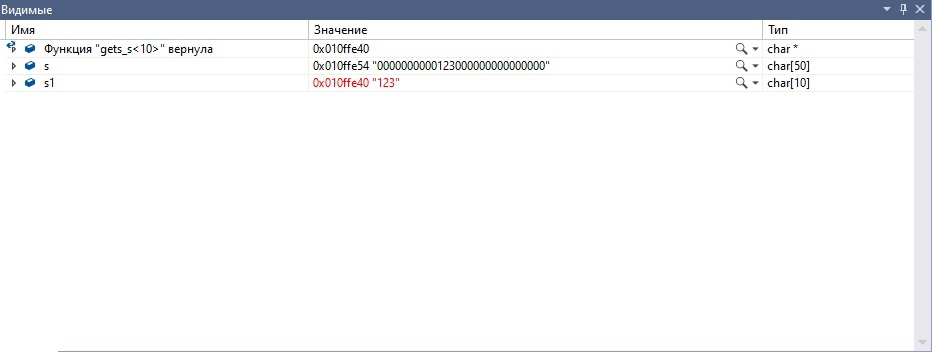 Видимые
Имя Значение Тип
Функция "gets_s<10>" вернула 0x010ffe40 char *
s 0x010ffe54 "0000000000123000000000000000" char[50]
s1 0x010ffe40 "123" char[10]